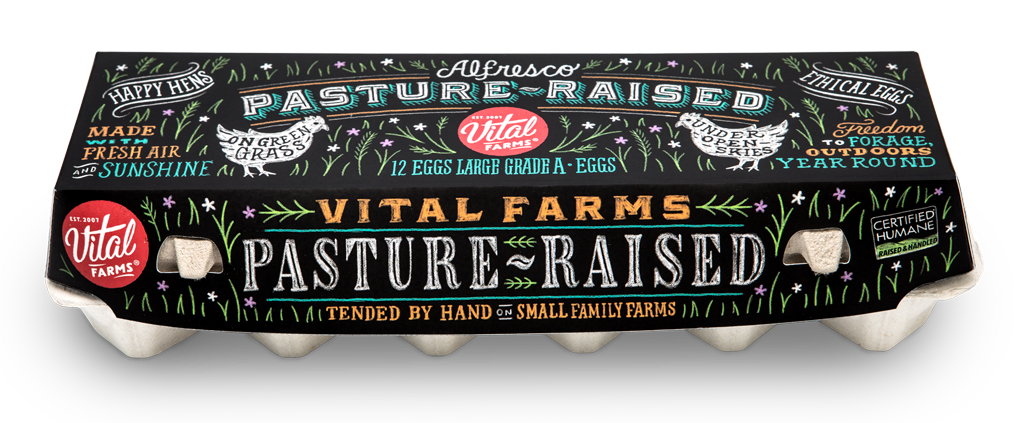 Alfresco
HAPPY HENS
PASTURE~RAISED
ETHICAL EGGS
MADE
WITH
FRESH AIR
AND SUNSHINE
ON GREEN
GRASS
EST. 2007
Vital
FARMS®
UNDER
OPEN
SKIES
Freedom
TO FORAGE
OUTDOORS
YEAR ROUND
12 EGGS LARGE GRADE A - EGGS
VITAL FARMS
EST. 2007
Vital
FARMS®
PASTURE~RAISED
CERTIFIED
HUMANE
RAISED & HANDLED
TENDED BY HAND ON SMALL FAMILY FARMS